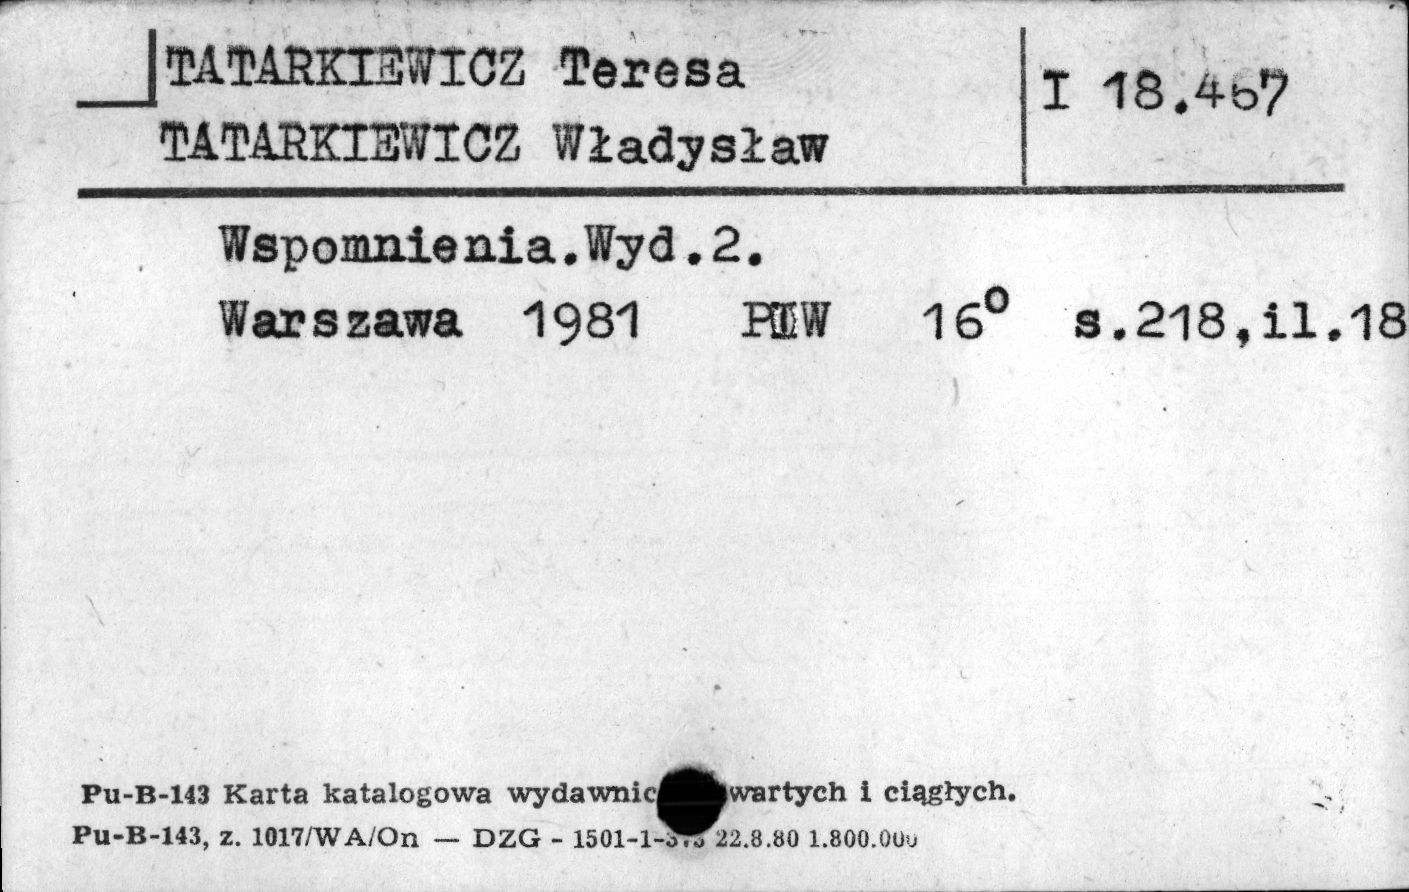 TATARKIEWICZ Teresa
I 18.467
TATARKIEWICZ Władysław
Wspomnienia.Wyd.2.
Warszawa 1981 PIW 16⁰ s.218,il.18
Pu-B-143 Karta katalogowa wydawnic wartych i ciągłych.
Pu-B-143, z. 1017/WA/On — DZG - 1501-1- 22.8.80 1.800.000